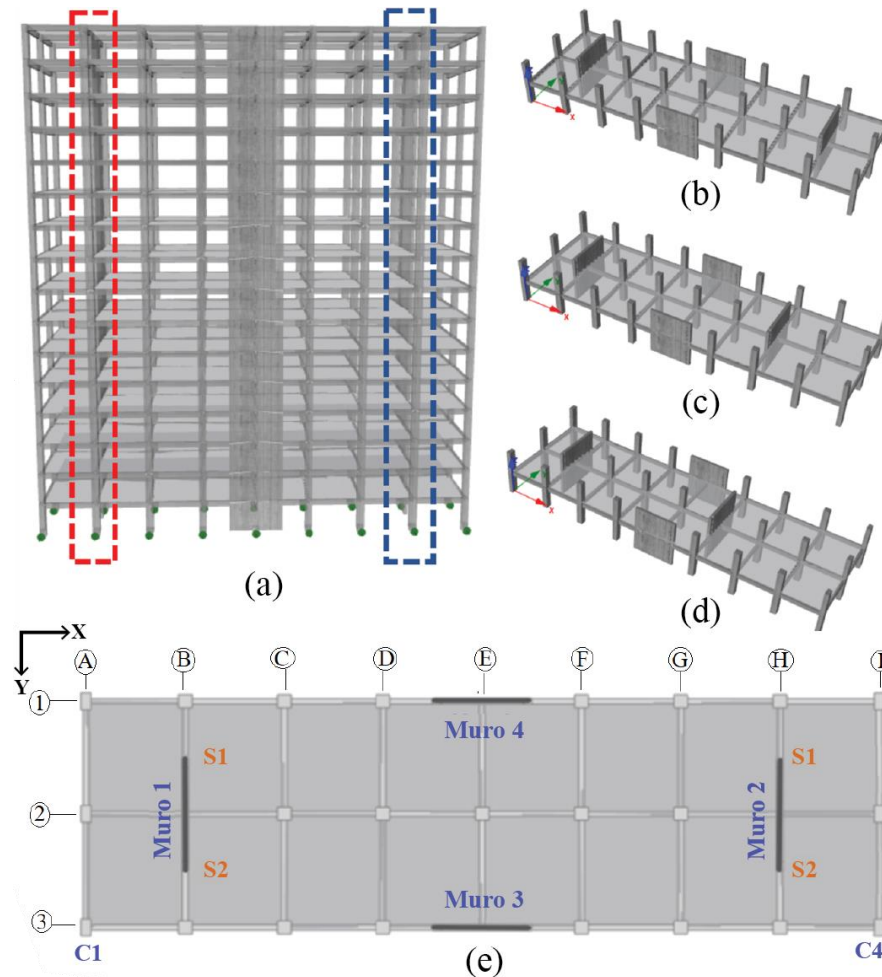 (a)
(b)
x
(c)
x
(d)
x
X
Y
A B C D E F G H I
1
Muro 4
S1 S1
Muro 1
Muro 2
2
S2 S2
Muro 3
3
C1 C4
(e)